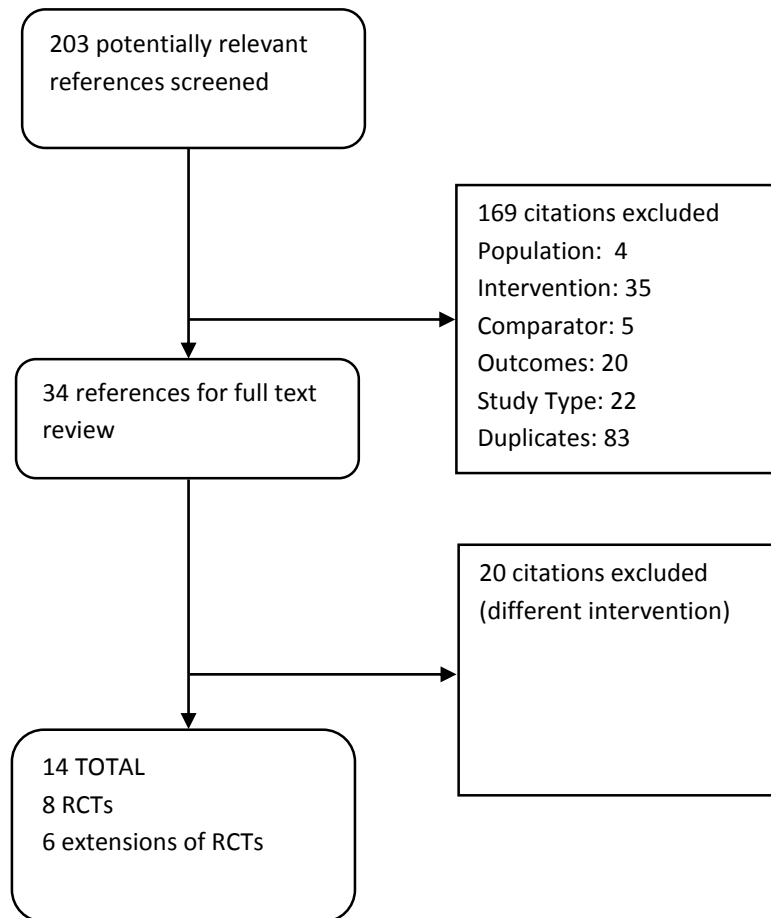 203 potentially relevant
references screened
169 citations excluded
Population:  4
Intervention: 35
Comparator: 5
Outcomes: 20
Study Type: 22
Duplicates: 83
34 references for full text
review
20 citations excluded
(different intervention)
14 TOTAL
8 RCTs
6 extensions of RCTs